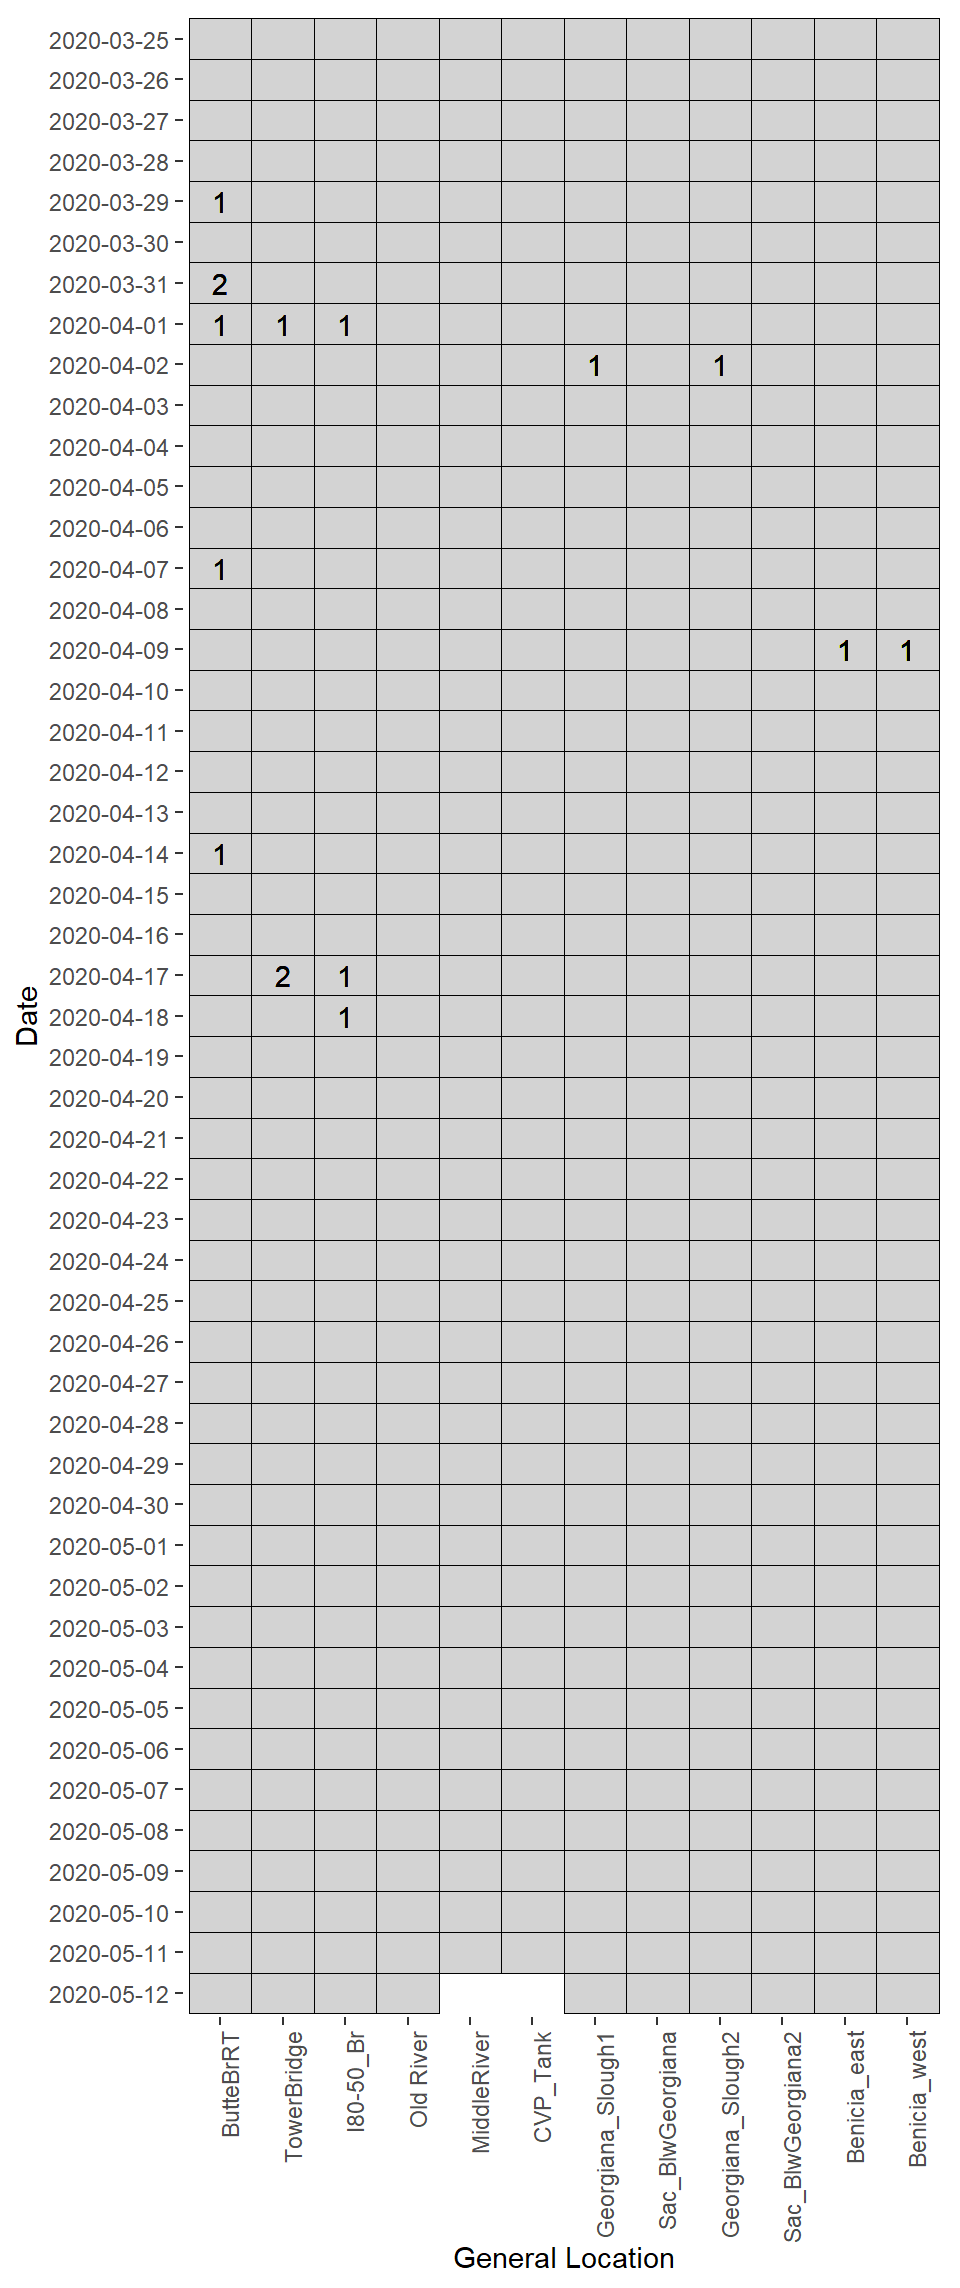 2020-03-25
2020-03-26
2020-03-27
2020-03-28
2020-03-29 1
2020-03-30
2020-03-31 2
2020-04-01 1 1 1
2020-04-02 1 1
2020-04-03
2020-04-04
2020-04-05
2020-04-06
2020-04-07 1
2020-04-08
2020-04-09 1 1
2020-04-10
2020-04-11
2020-04-12
2020-04-13
2020-04-14 1
2020-04-15
2020-04-16
2020-04-17 2 1
2020-04-18 1
2020-04-19
2020-04-20
2020-04-21
2020-04-22
2020-04-23
2020-04-24
2020-04-25
2020-04-26
2020-04-27
2020-04-28
2020-04-29
2020-04-30
2020-05-01
2020-05-02
2020-05-03
2020-05-04
2020-05-05
2020-05-06
2020-05-07
2020-05-08
2020-05-09
2020-05-10
2020-05-11
2020-05-12
Date
ButteBrRT
TowerBridge
I80-50_Br
Old River
MiddleRiver
CVP_Tank
Georgiana_Slough1
Sac_BlwGeorgiana
Georgiana_Slough2
Sac_BlwGeorgiana2
Benicia_east
Benicia_west
General Location